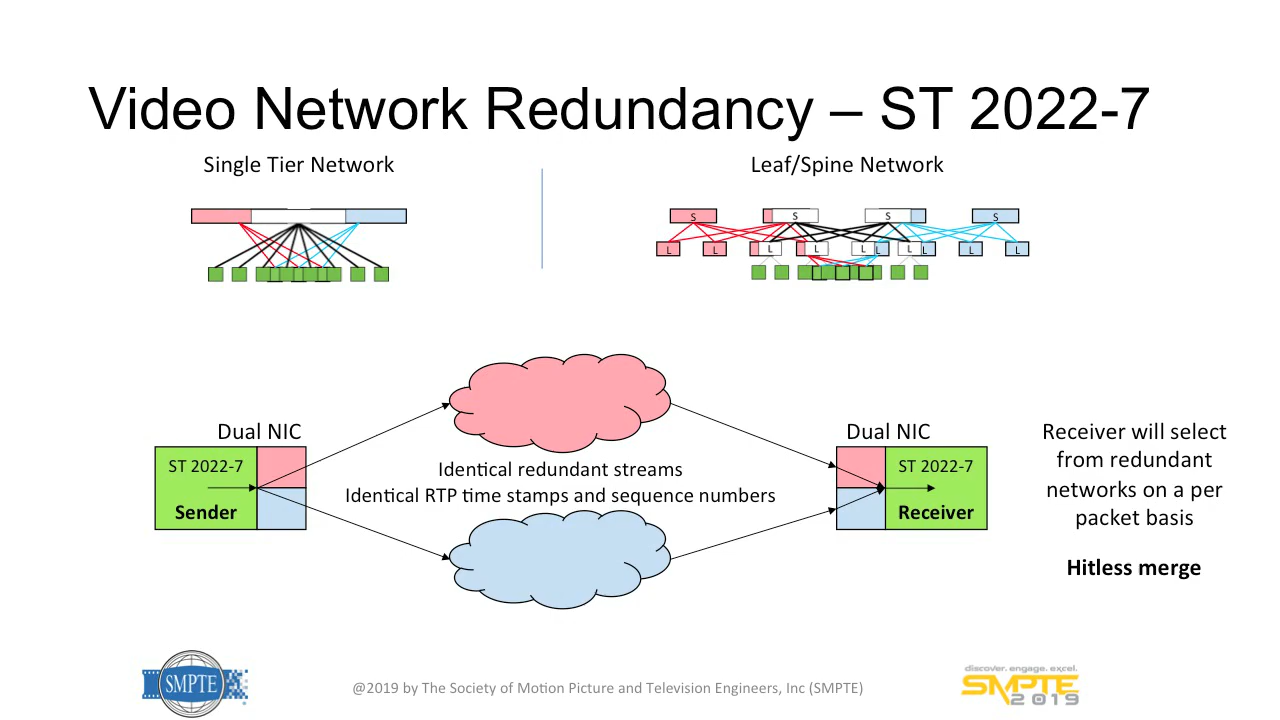 Video Network Redundancy – ST 2022-7
Single Tier Network
Leaf/Spine Network
S S S S
L L L L L L L L L L
Dual NIC
ST 2022-7
Sender
Identical redundant streams
Identical RTP time stamps and sequence numbers
Dual NIC
ST 2022-7
Receiver
Receiver will select
from redundant
networks on a per
packet basis
Hitless merge
SMPTE
@2019 by The Society of Motion Picture and Television Engineers, Inc (SMPTE)
discover. engage. excel.
SMPTE
2019